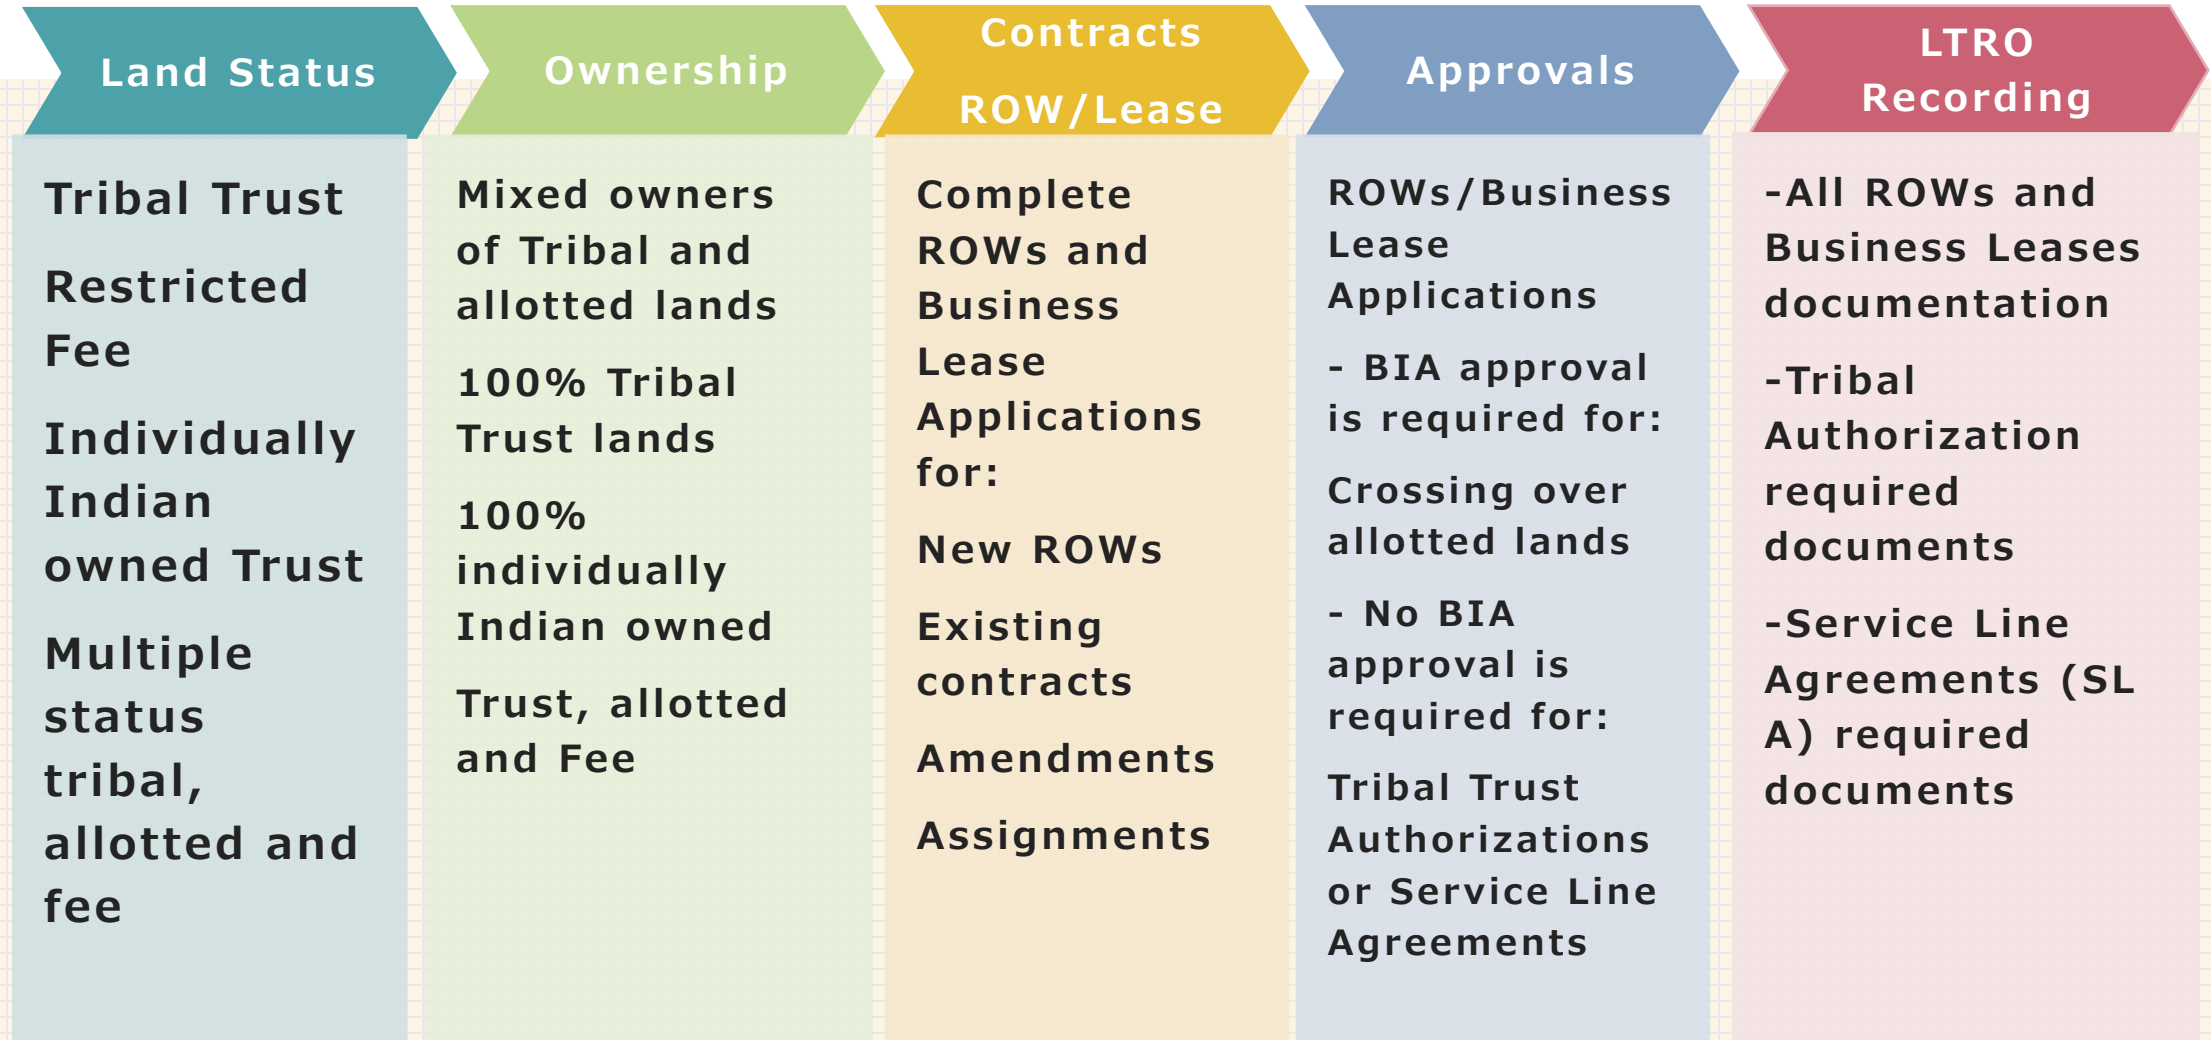 Land Status
Tribal Trust
Restricted
Fee
Individually
Indian
owned Trust
Multiple
status
tribal,
allotted and
fee
Ownership
Mixed owners
of Tribal and
allotted lands
100% Tribal
Trust lands
100%
individually
Indian owned
Trust, allotted
and Fee
Contracts
ROW/Lease
Complete
ROWs and
Business
Lease
Applications
for:
New ROWs
Existing
contracts
Amendments
Assignments
Approvals
ROWs/Business
Lease
Applications
- BIA approval
is required for:
Crossing over
allotted lands
- No BIA
approval is
required for:
Tribal Trust
Authorizations
or Service Line
Agreements
LTRO
Recording
-All ROWs and
Business Leases
documentation
-Tribal
Authorization
required
documents
-Service Line
Agreements (SL
A) required
documents